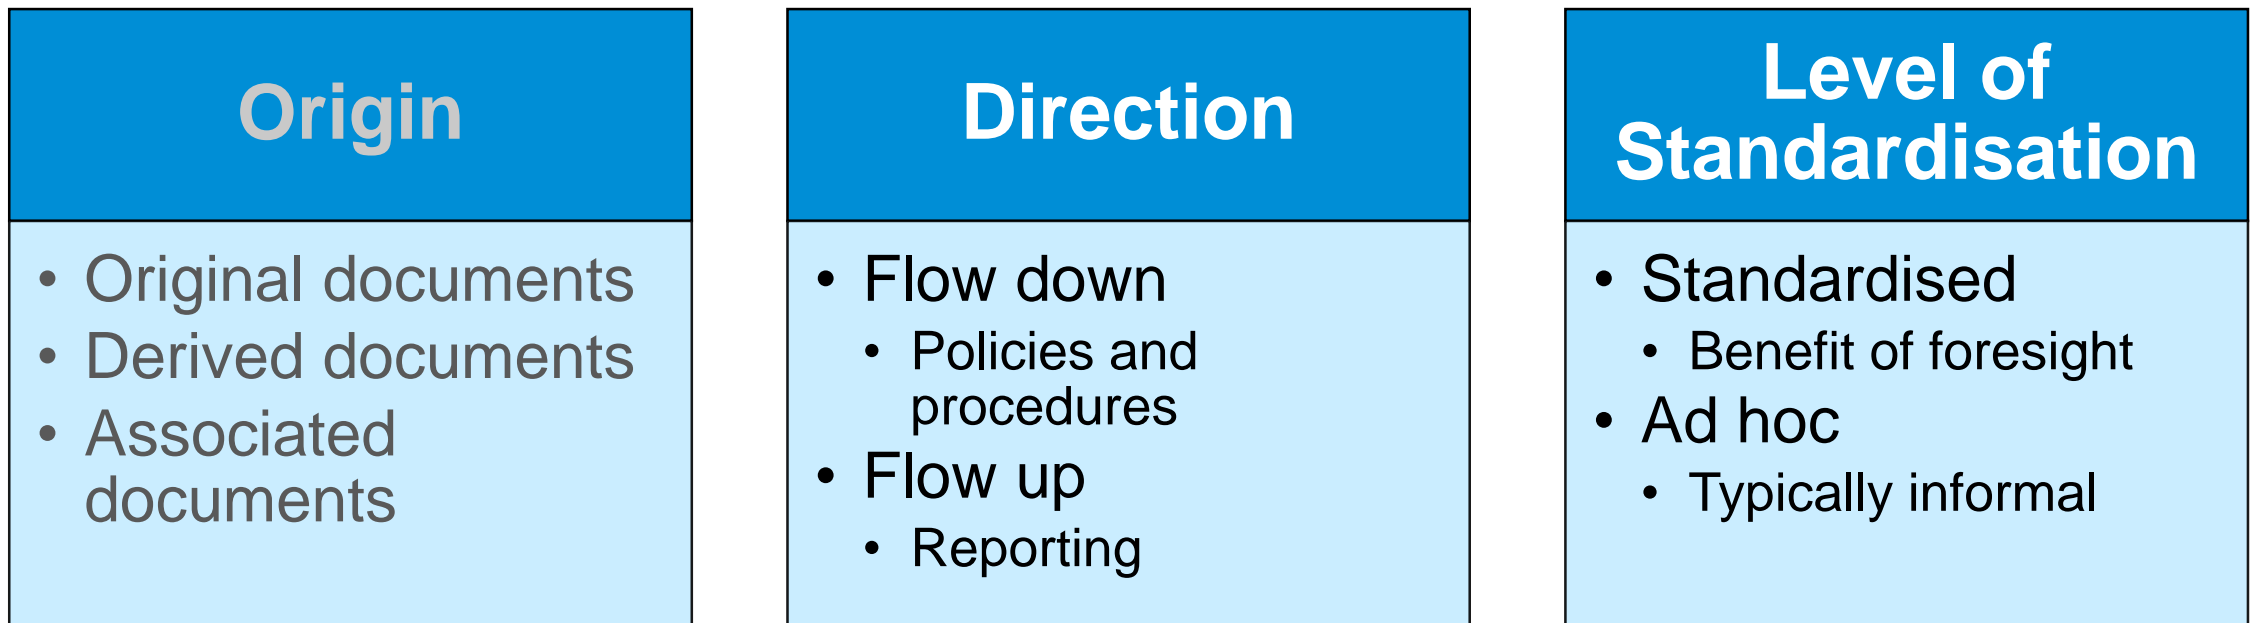 Origin
• Original documents
• Derived documents
• Associated
documents
Direction
• Flow down
• Policies and
procedures
• Flow up
• Reporting
Level of
Standardisation
• Standardised
• Benefit of foresight
• Ad hoc
• Typically informal